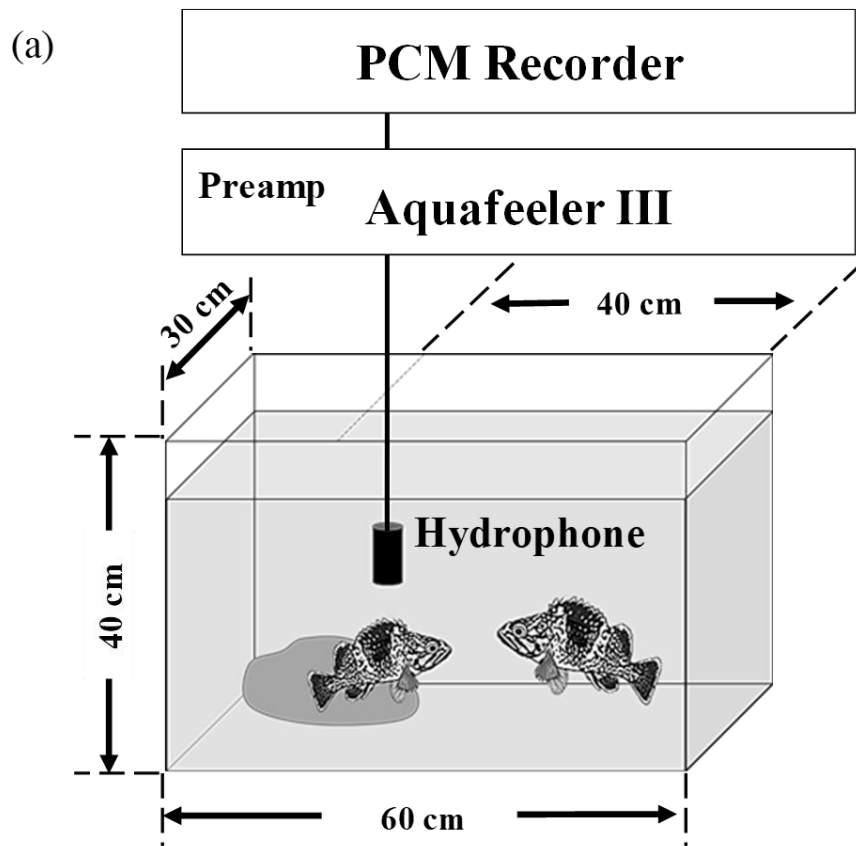 (a)
PCM Recorder
Preamp
Aquafeeler III
30 cm
40 cm
Hydrophone
40 cm
60 cm